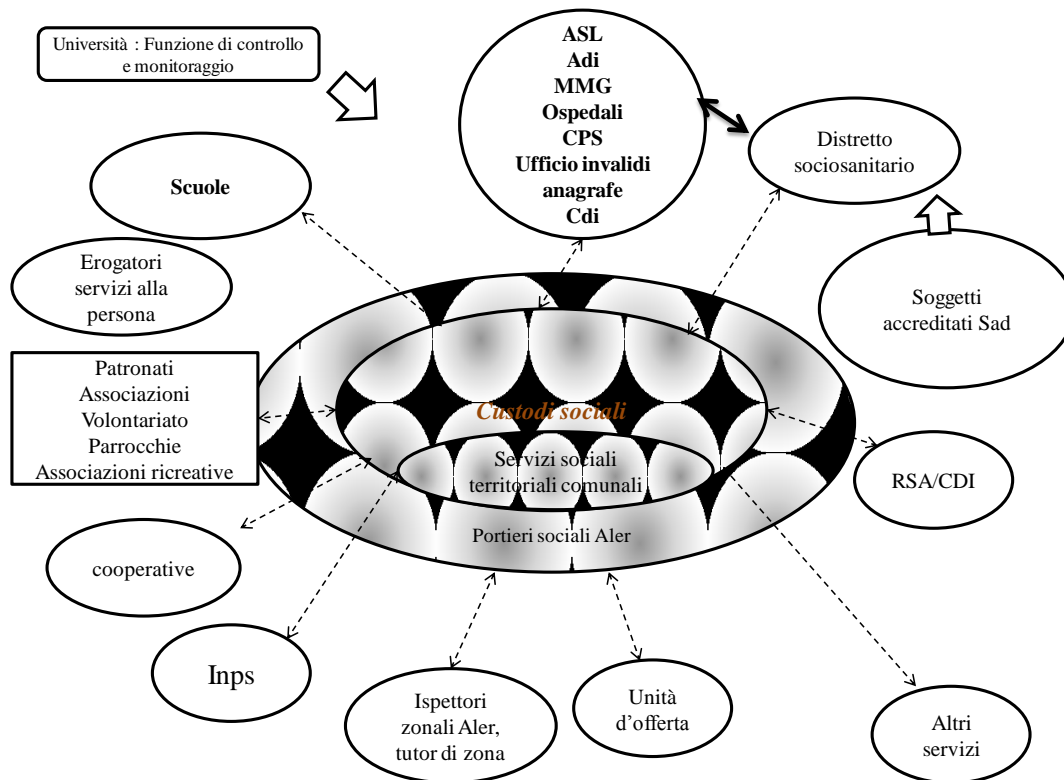 Università : Funzione di controllo
e monitoraggio
ASL
Adi
MMG
Ospedali
CPS
Ufficio invalidi
anagrafe
Cdi
Distretto
sociosanitario
Scuole
Erogatori
servizi alla
persona
Soggetti
accreditati Sad
Patronati
Associazioni
Volontariato
Parrocchie
Associazioni ricreative
Custodi sociali
Servizi sociali
territoriali comunali
Portieri sociali Aler
RSA/CDI
cooperative
Inps
Ispettori
zonali Aler,
tutor di zona
Unità
d’offerta
Altri
servizi